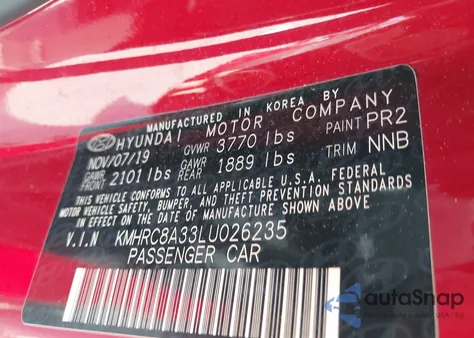 MANUFACTURED IN KOREA BY
HYUNDAI MOTOR COMPANY
NOV/07/19 GVWR 3770 lbs PAINT PR2
GAWR FRONT 2101 lbs GAWR REAR 1889 lbs TRIM NNB
THIS VEHICLE CONFORMS TO ALL APPLICABLE U.S.A. FEDERAL
MOTOR VEHICLE SAFETY, BUMPER, AND THEFT PREVENTION STANDARDS
IN EFFECT ON THE DATE OF MANUFACTURE SHOWN ABOVE
V.I.N KMHRC8A33LU026235
PASSENGER CAR
autaSnap